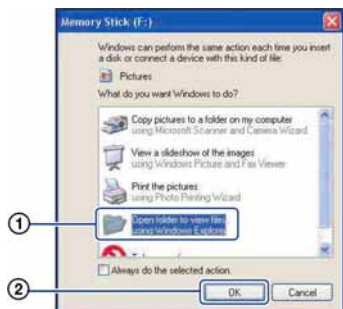 Memory Stick (F:)
Windows can perform the same action each time you insert
a disk or connect a device with this kind of file:
Pictures
What do you want Windows to do?
Copy pictures to a folder on my computer
using Microsoft Scanner and Camera Wizard
View a slideshow of the images
using Windows Picture and Fax Viewer
Print the pictures
using Photo Printing Wizard
① Open folder to view files
using Windows Explorer
Always do the selected action.
② OK Cancel